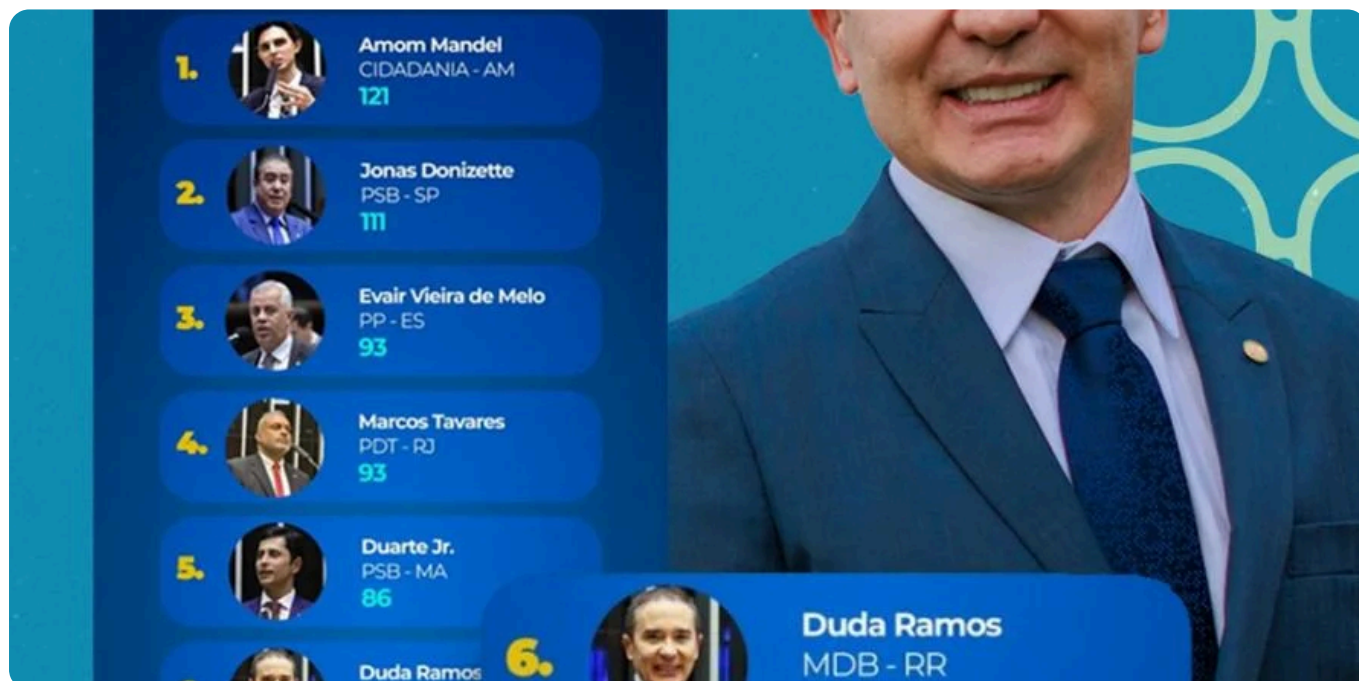 1.
Amom Mandel
CIDADANIA - AM
121
2.
Jonas Donizette
PSB - SP
111
3.
Evair Vieira de Melo
PP - ES
93
4.
Marcos Tavares
PDT - RJ
93
5.
Duarte Jr.
PSB - MA
86
Duda Ramos
6.
Duda Ramos
MDB - RR